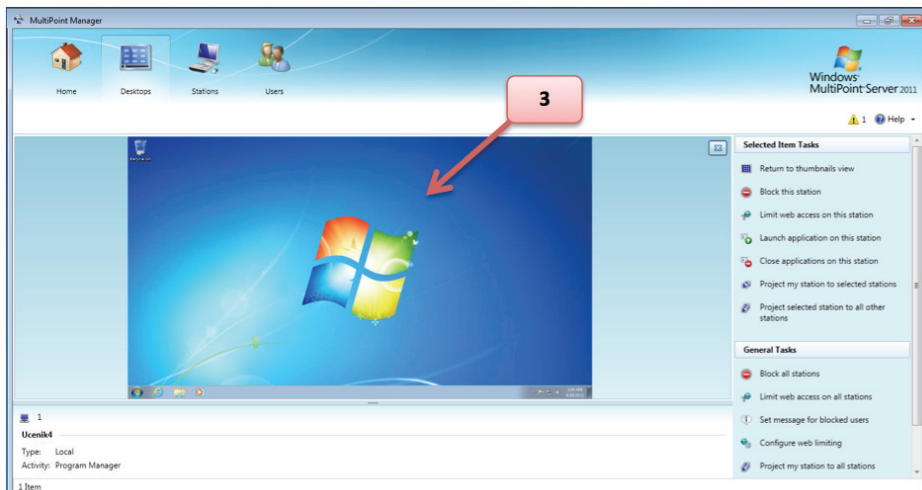 MultiPoint Manager
Home
Desktops
Stations
Users
Windows
MultiPoint Server 2011
3
1 Help
Selected Item Tasks
Return to thumbnails view
Block this station
Limit web access on this station
Launch application on this station
Close applications on this station
Project my station to selected stations
Project selected station to all other
stations
General Tasks
Block all stations
Limit web access on all stations
Set message for blocked users
Configure web limiting
Project my station to all stations
1
Ucenik4
Type: Local
Activity: Program Manager
1 Item